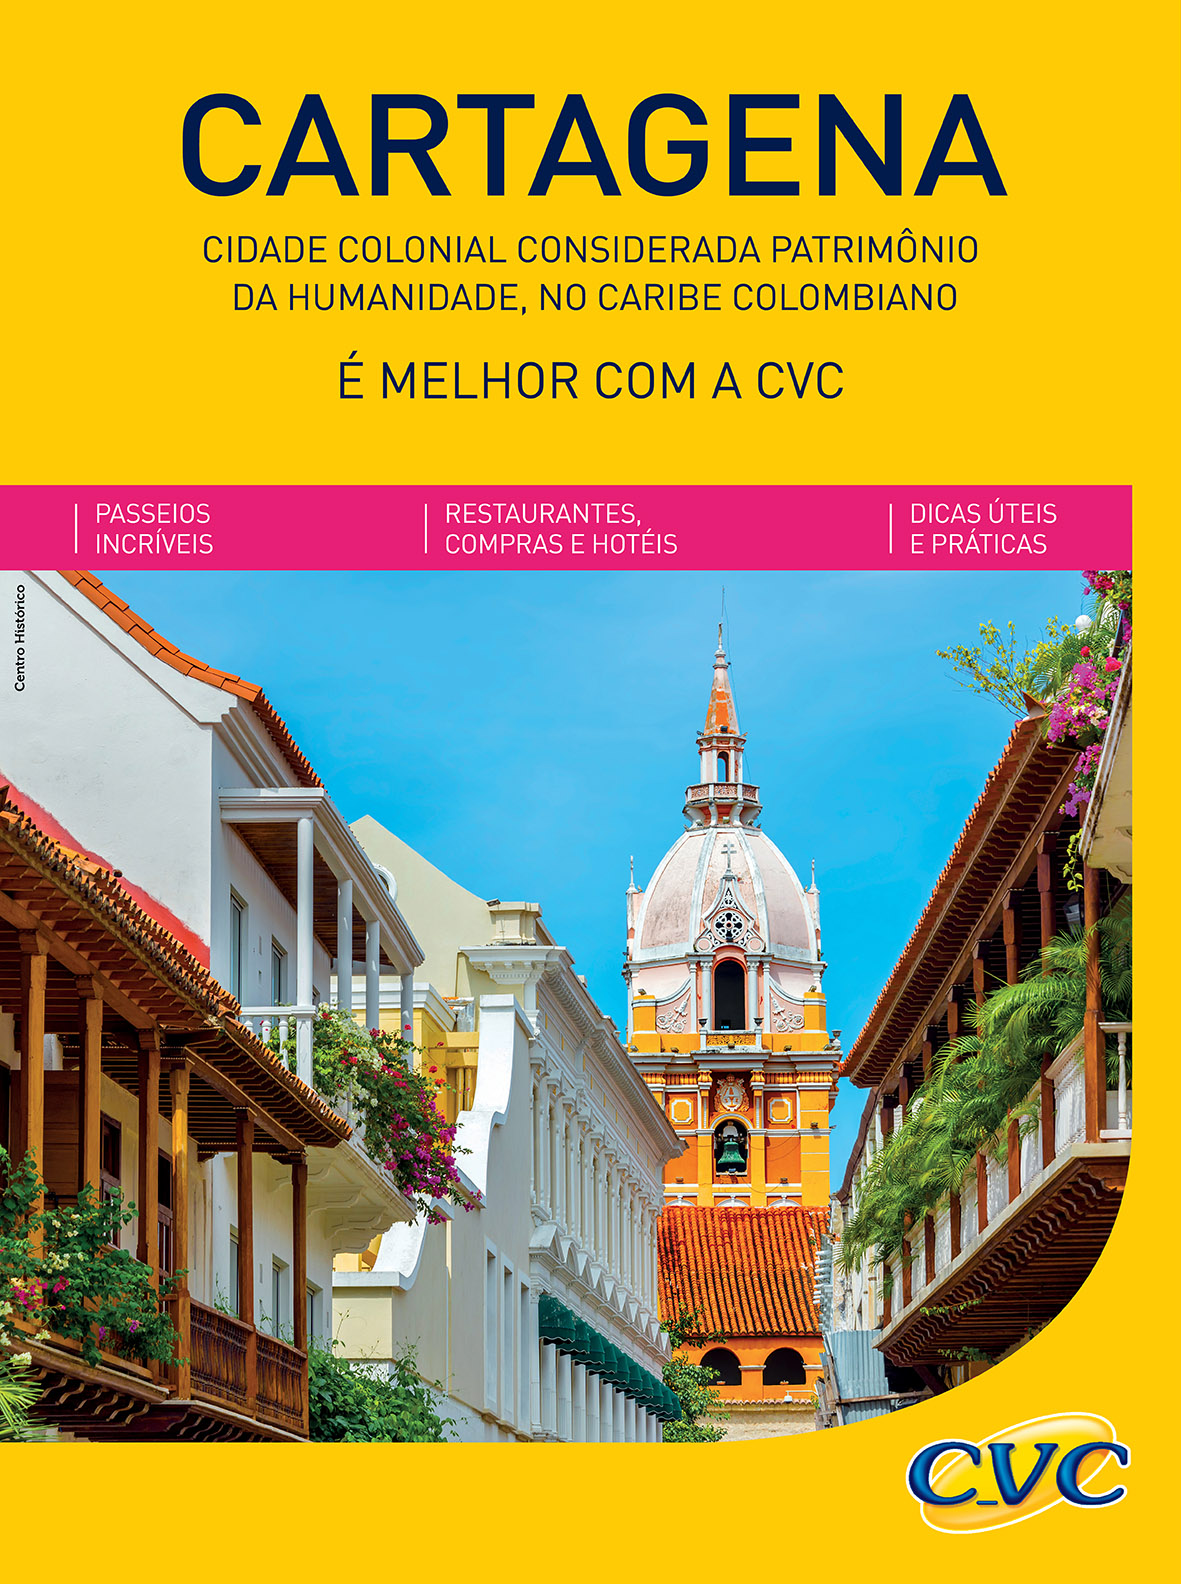 CARTAGENA
CIDADE COLONIAL CONSIDERADA PATRIMÔNIO
DA HUMANIDADE, NO CARIBE COLOMBIANO
É MELHOR COM A CVC
PASSEIOS
INCRÍVEIS
RESTAURANTES,
COMPRAS E HOTÉIS
DICAS ÚTEIS
E PRÁTICAS
Centro Histórico
CVC